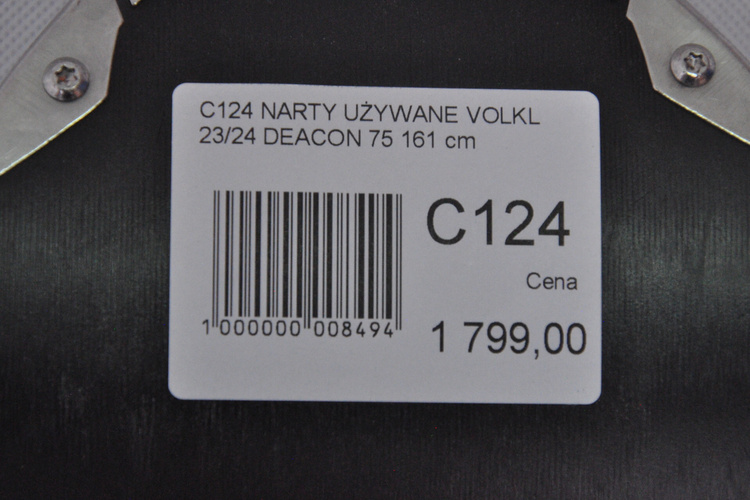 C124 NARTY UŻYWANE VOLKL
23/24 DEACON 75 161 cm
C124
Cena
1 000000 008494
1 799,00